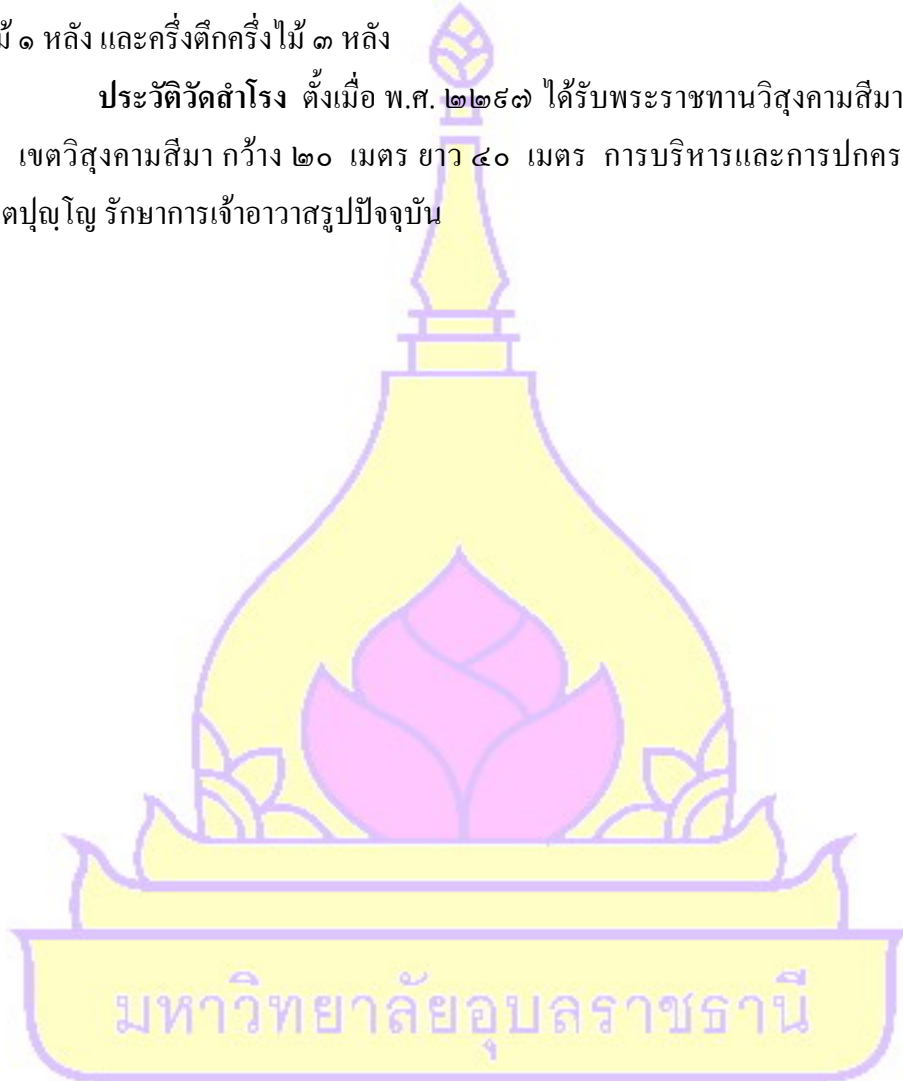 ม้ ๑ หลัง และครึ่งตึกครึ่งไม้ ๓ หลัง
ประวัติวัดสำโรง ตั้งเมื่อ พ.ศ. ๒๒๙๗ ได้รับพระราชทานวิสุงคามสีมา
เขตวิสุงคามสีมา กว้าง ๒๐ เมตร ยาว ๔๐ เมตร การบริหารและการปกคร
ตปุญฺโญ รักษาการเจ้าอาวาสรูปปัจจุบัน
มหาวิทยาลัยอุบลราชธานี